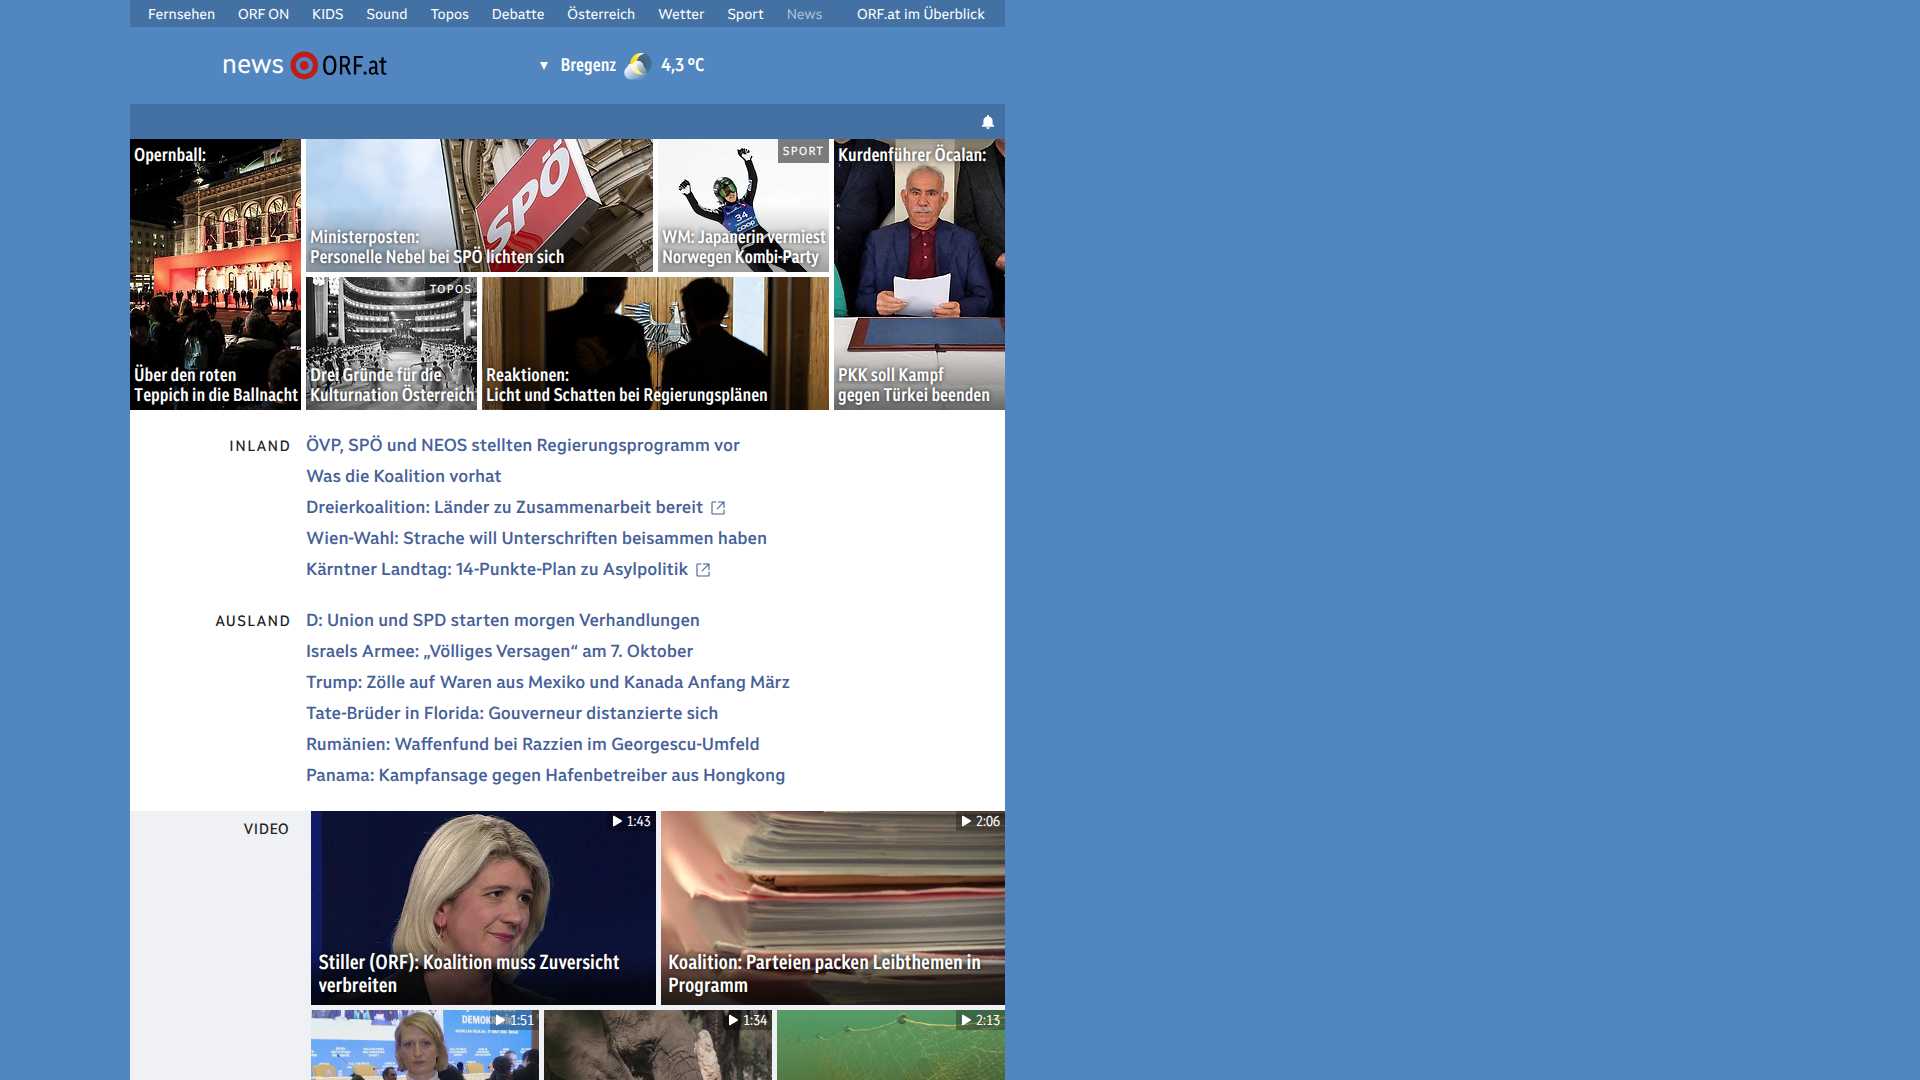 Fernsehen ORF ON KIDS Sound Topos Debatte Österreich Wetter Sport News ORF.at im Überblick
news ORF.at
Bregenz 4,3 °C
Opernball:
Über den roten
Teppich in die Ballnacht
SPÖ
Ministerposten:
Personelle Nebel bei SPÖ lichten sich
SPORT
34
coop
WM: Japanerin vermiest
Norwegen Kombi-Party
Kurdenführer Öcalan:
PKK soll Kampf
gegen Türkei beenden
TOPOS
Drei Gründe für die
Kulturnation Österreich
Reaktionen:
Licht und Schatten bei Regierungsplänen
INLAND
ÖVP, SPÖ und NEOS stellten Regierungsprogramm vor
Was die Koalition vorhat
Dreierkoalition: Länder zu Zusammenarbeit bereit
Wien-Wahl: Strache will Unterschriften beisammen haben
Kärntner Landtag: 14-Punkte-Plan zu Asylpolitik
AUSLAND
D: Union und SPD starten morgen Verhandlungen
Israels Armee: „Völliges Versagen“ am 7. Oktober
Trump: Zölle auf Waren aus Mexiko und Kanada Anfang März
Tate-Brüder in Florida: Gouverneur distanzierte sich
Rumänien: Waffenfund bei Razzien im Georgescu-Umfeld
Panama: Kampfansage gegen Hafenbetreiber aus Hongkong
VIDEO
1:43
Stiller (ORF): Koalition muss Zuversicht
verbreiten
2:06
Koalition: Parteien packen Leibthemen in
Programm
1:51
1:34
2:13